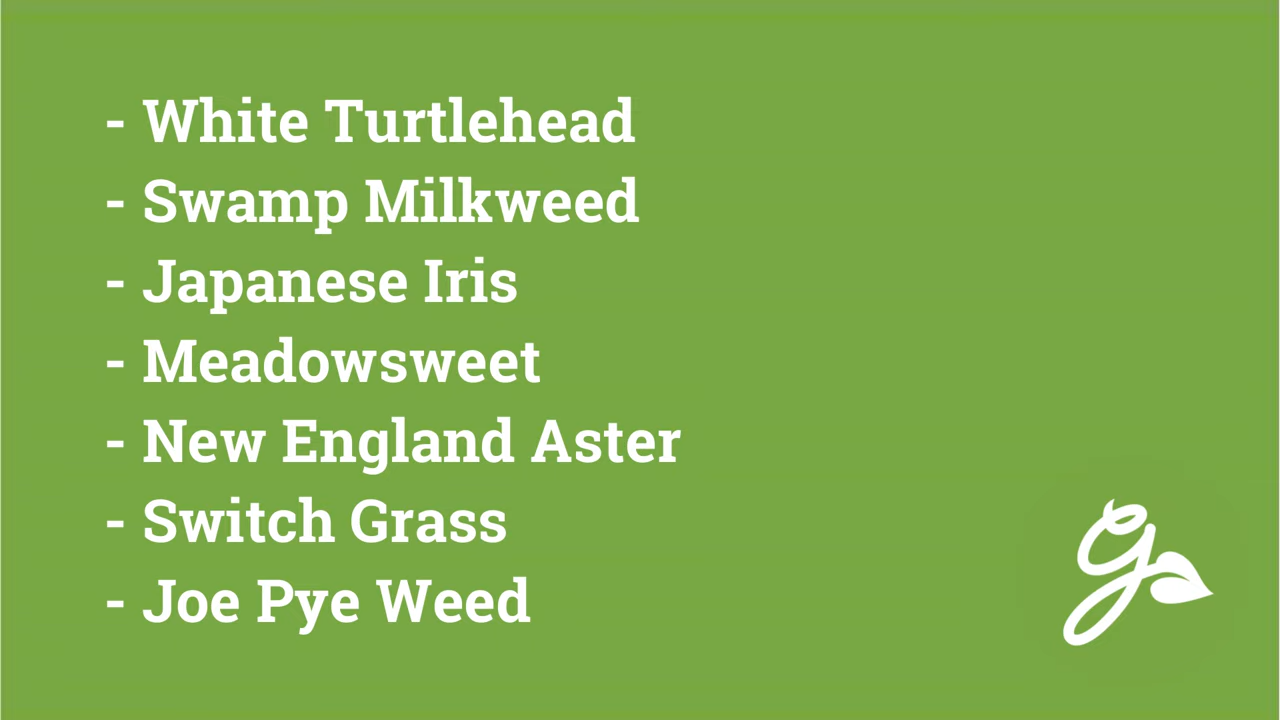 - White Turtlehead
- Swamp Milkweed
- Japanese Iris
- Meadowsweet
- New England Aster
- Switch Grass
- Joe Pye Weed
g